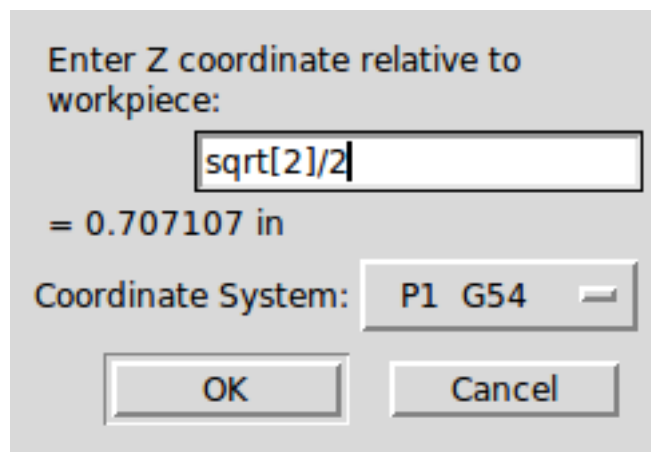 Enter Z coordinate relative to
workpiece:
sqrt[2]/2
= 0.707107 in
Coordinate System: P1 G54
OK Cancel